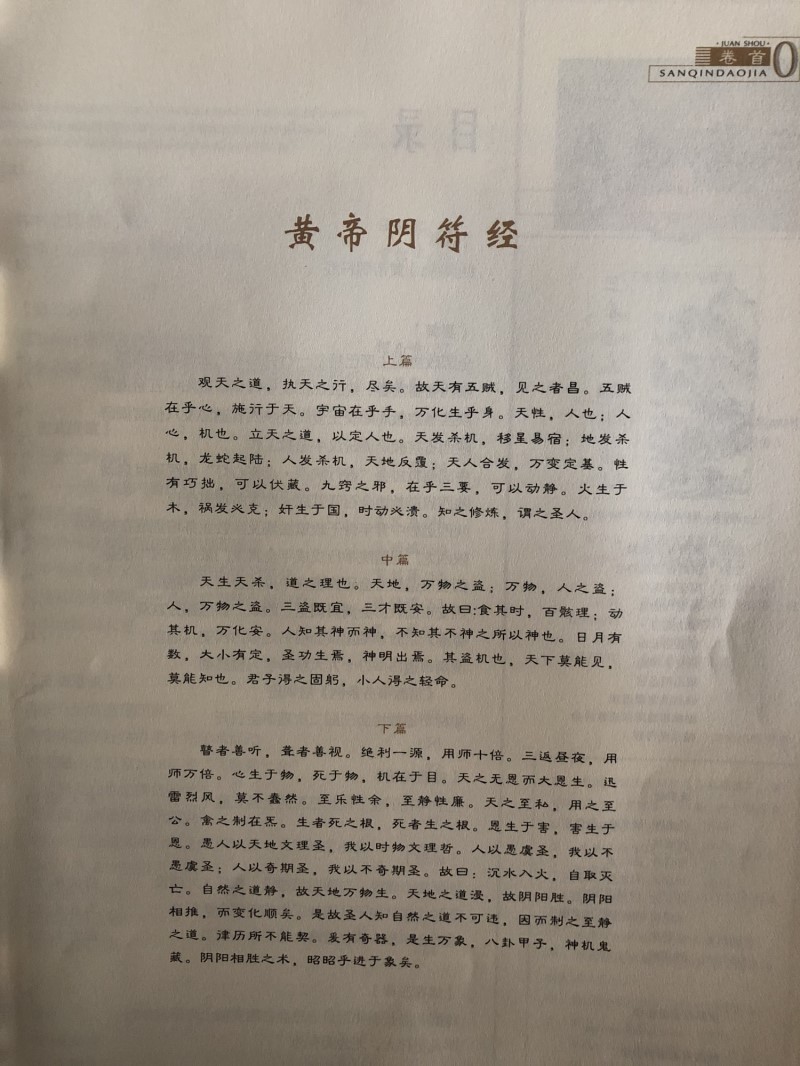 JUAN SHOU
卷首
SANQINDAOJIA
0
目录
黄帝阴符经
上篇
观天之道，执天之行，尽矣。故天有五贼，见之者昌。五贼
在乎心，施行于天。宇宙在乎手，万化生乎身。天性，人也；人
心，机也。立天之道，以定人也。天发杀机，移星易宿；地发杀
机，龙蛇起陆；人发杀机，天地反覆；天人合发，万变定基。性
有巧拙，可以伏藏。九窍之邪，在乎三要，可以动静。火生于
木，祸发必克；奸生于国，时动必溃。知之修炼，谓之圣人。
中篇
天生天杀，道之理也。天地，万物之盗；万物，人之盗；
人，万物之盗。三盗既宜，三才既安。故曰:食其时，百骸理；动
其机，万化安。人知其神而神，不知其不神之所以神也。日月有
数，大小有定，圣功生焉，神明出焉。其盗机也，天下莫能见，
莫能知也。君子得之固躬，小人得之轻命。
下篇
瞽者善听，聋者善视。绝利一源，用师十倍。三返昼夜，用
师万倍。心生于物，死于物，机在于目。天之无恩而大恩生。迅
雷烈风，莫不蠢然。至乐性余，至静性廉。天之至私，用之至
公。禽之制在炁。生者死之根，死者生之根。恩生于害，害生于
恩。愚人以天地文理圣，我以时物文理哲。人以愚虞圣，我以不
愚虞圣；人以奇期圣，我以不奇期圣。故曰：沉水入火，自取灭
亡。自然之道静，故天地万物生。天地之道浸，故阴阳胜。阴阳
相推，而变化顺矣。是故圣人知自然之道不可违，因而制之至静
之道。律历所不能契。爰有奇器，是生万象，八卦甲子，神机鬼
藏。阴阳相胜之术，昭昭乎进于象矣。